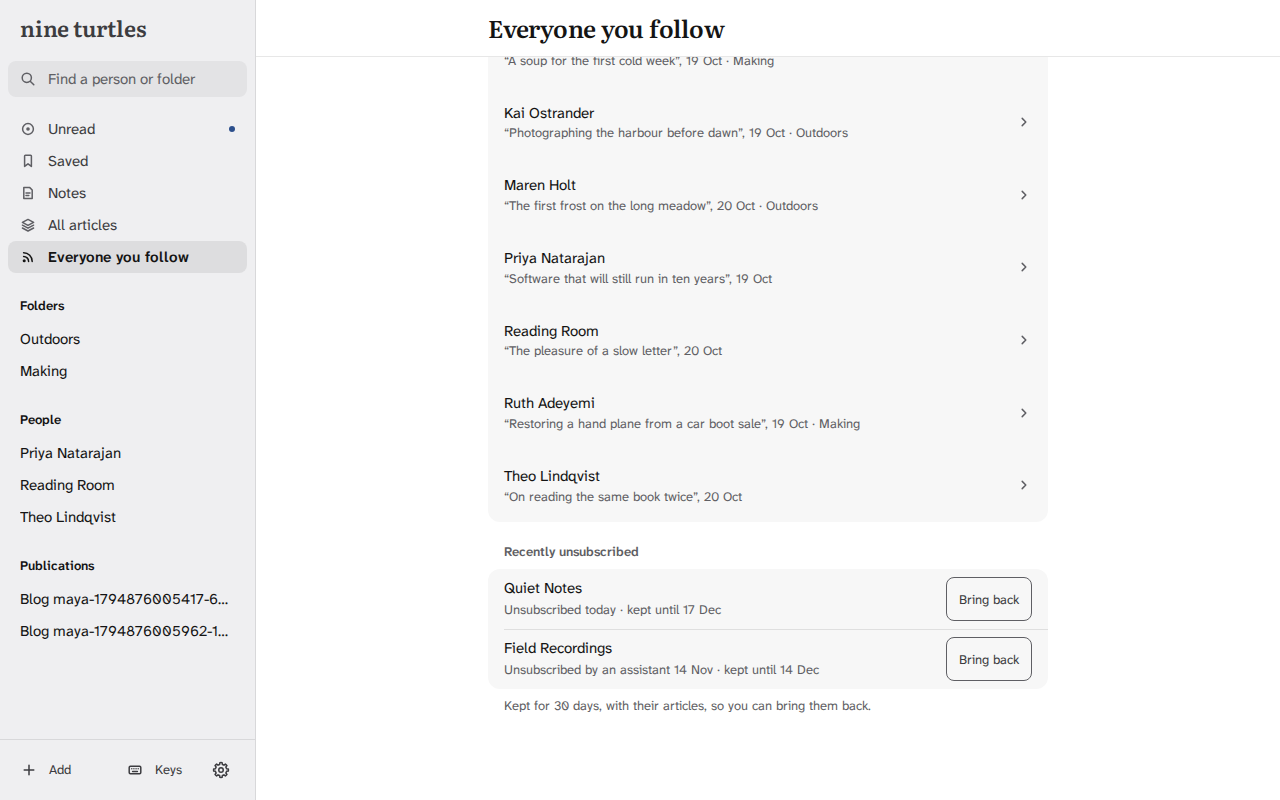 nine turtles
Find a person or folder
Unread
Saved
Notes
All articles
Everyone you follow
Folders
Outdoors
Making
People
Priya Natarajan
Reading Room
Theo Lindqvist
Publications
Blog maya-1794876005417-6...
Blog maya-1794876005962-1...
Add
Keys
Everyone you follow
“A soup for the first cold week”, 19 Oct · Making
Kai Ostrander
“Photographing the harbour before dawn”, 19 Oct · Outdoors
Maren Holt
“The first frost on the long meadow”, 20 Oct · Outdoors
Priya Natarajan
“Software that will still run in ten years”, 19 Oct
Reading Room
“The pleasure of a slow letter”, 20 Oct
Ruth Adeyemi
“Restoring a hand plane from a car boot sale”, 19 Oct · Making
Theo Lindqvist
“On reading the same book twice”, 20 Oct
Recently unsubscribed
Quiet Notes
Unsubscribed today · kept until 17 Dec
Bring back
Field Recordings
Unsubscribed by an assistant 14 Nov · kept until 14 Dec
Bring back
Kept for 30 days, with their articles, so you can bring them back.